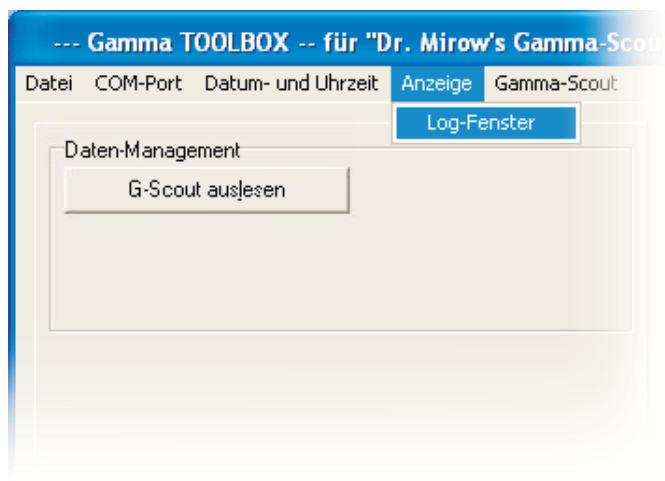 --- Gamma TOOLBOX -- für "Dr. Mirow's Gamma-Scout
Datei COM-Port Datum- und Uhrzeit Anzeige Gamma-Scout
Log-Fenster
Daten-Management
G-Scout auslesen